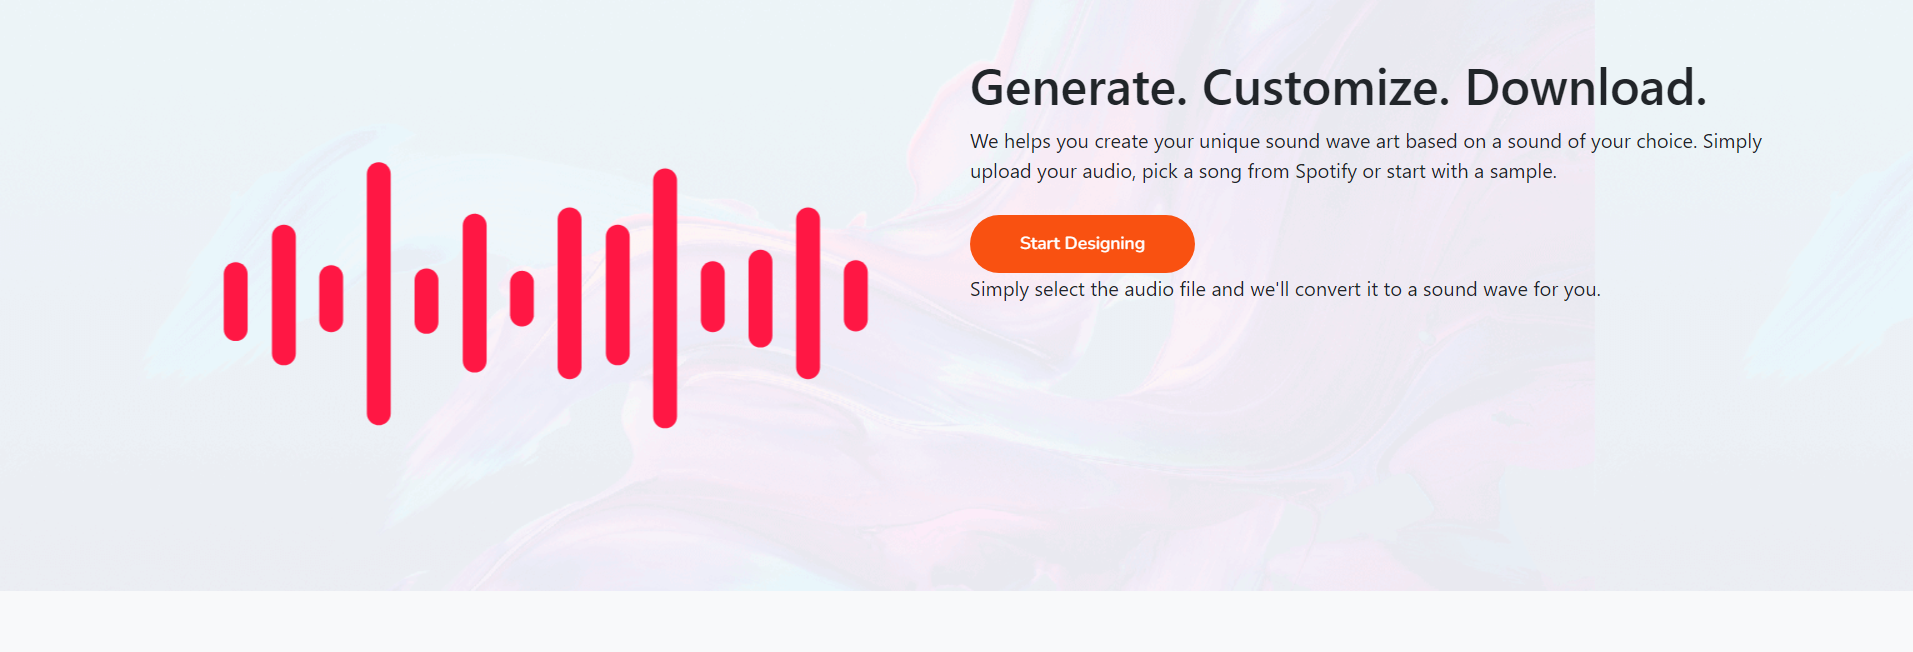 Generate. Customize. Download.
We helps you create your unique sound wave art based on a sound of your choice. Simply
upload your audio, pick a song from Spotify or start with a sample.
Start Designing
Simply select the audio file and we'll convert it to a sound wave for you.